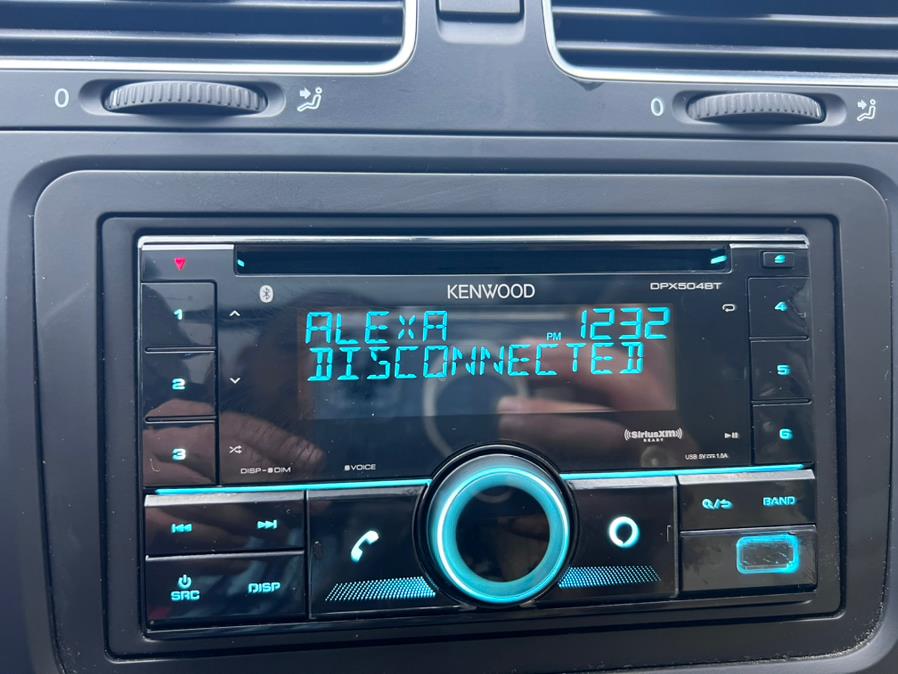 0
0
KENWOOD
DPX504BT
1
4
ALEXA PM 1232
DISCONNECTED
2
5
3
6
((SiriusXM))
READY
DISP - DIM
VOICE
USB 5V 1.5A
BAND
SRC
DISP